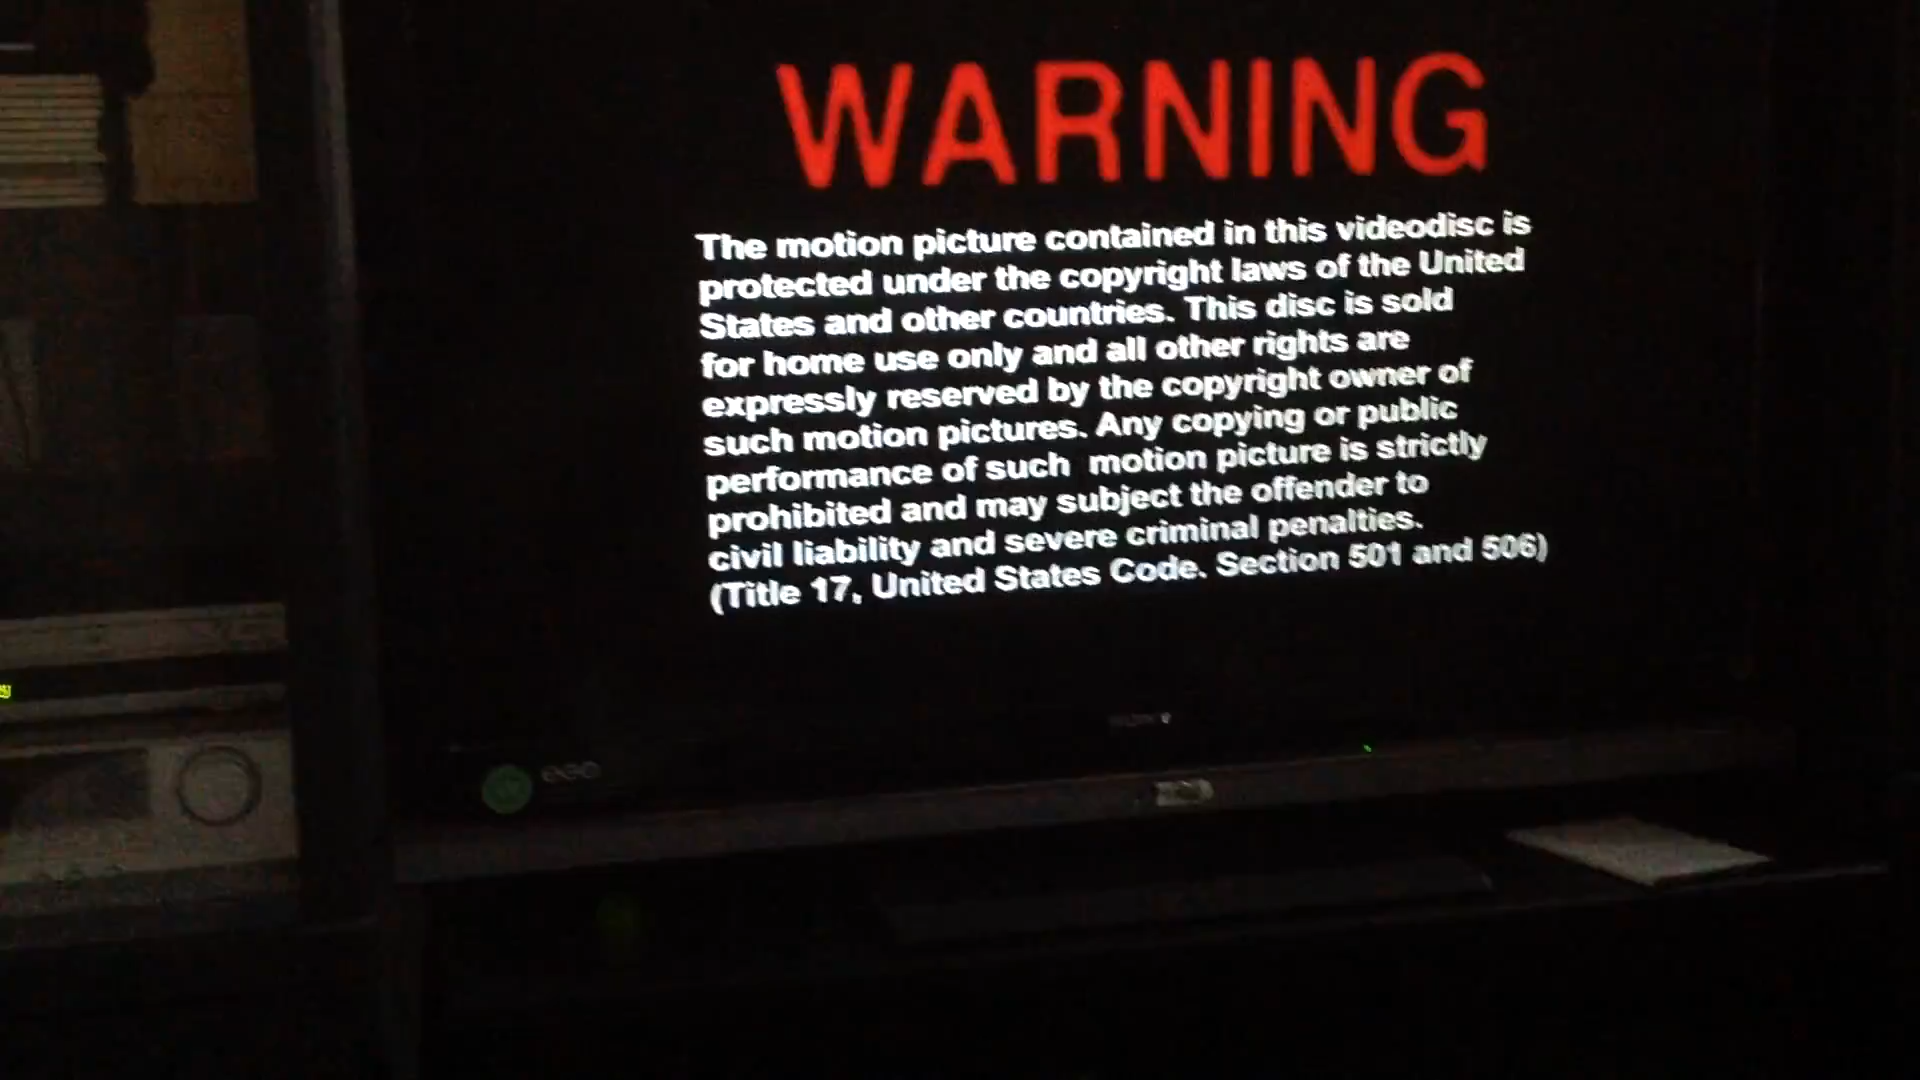 WARNING
The motion picture contained in this videodisc is
protected under the copyright laws of the United
States and other countries. This disc is sold
for home use only and all other rights are
expressly reserved by the copyright owner of
such motion pictures. Any copying or public
performance of such motion picture is strictly
prohibited and may subject the offender to
civil liability and severe criminal penalties.
(Title 17, United States Code. Section 501 and 506)